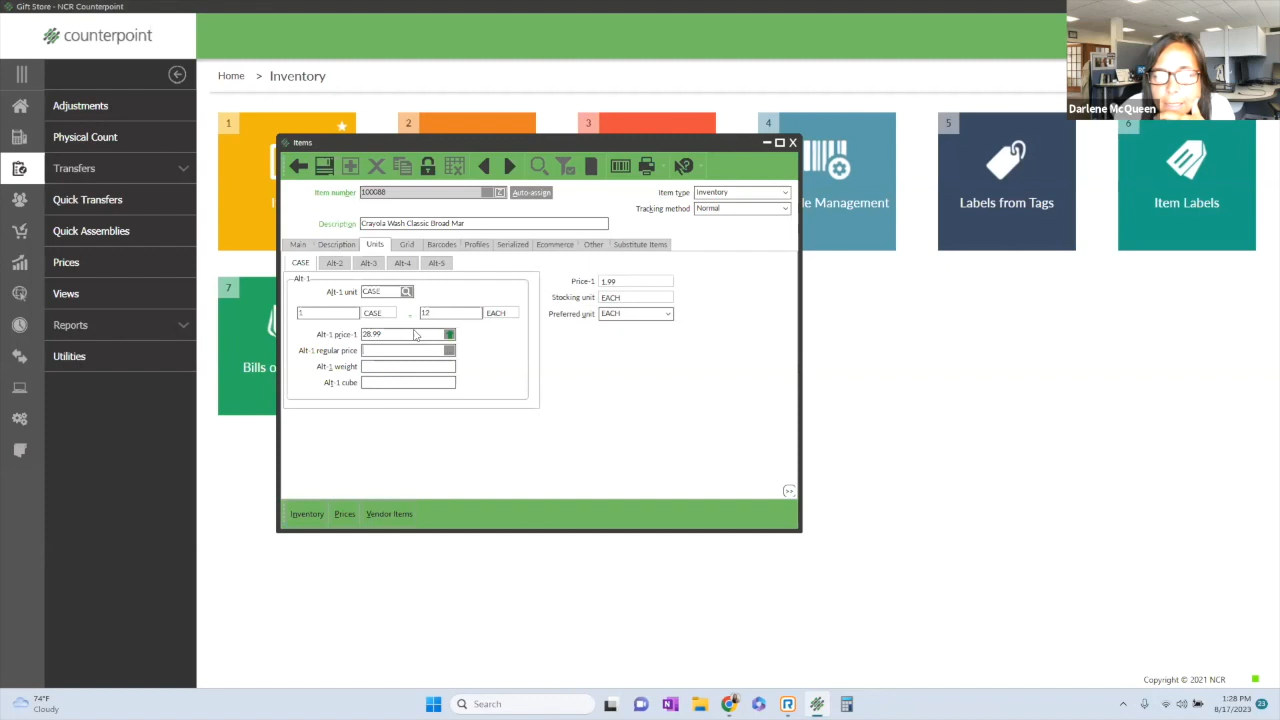 Gift Store - NCR Counterpoint
counterpoint
Darlene McQueen
Home > Inventory
Adjustments
Physical Count
Transfers
Quick Transfers
Quick Assemblies
Prices
Views
Reports
Utilities
1
2
3
4
5
6
Labels from Tags
Item Labels
7
Items
Item number 100088 Auto-assign
Item type Inventory
Tracking method Normal
Description Crayola Wash Classic Broad Mar
Main Description Units Grid Barcodes Profiles Serialized Ecommerce Other Substitute Items
CASE Alt-2 Alt-3 Alt-4 Alt-5
Alt-1
Alt-1 unit CASE
1 CASE = 12 EACH
Alt-1 price-1 28.99
Alt-1 regular price
Alt-1 weight
Alt-1 cube
Price-1 1.99
Stocking unit EACH
Preferred unit EACH
>>
Inventory Prices Vendor Items
Management
Bills o
Copyright © 2021 NCR
74°F
Cloudy
Search
1:28 PM
8/17/2023
23